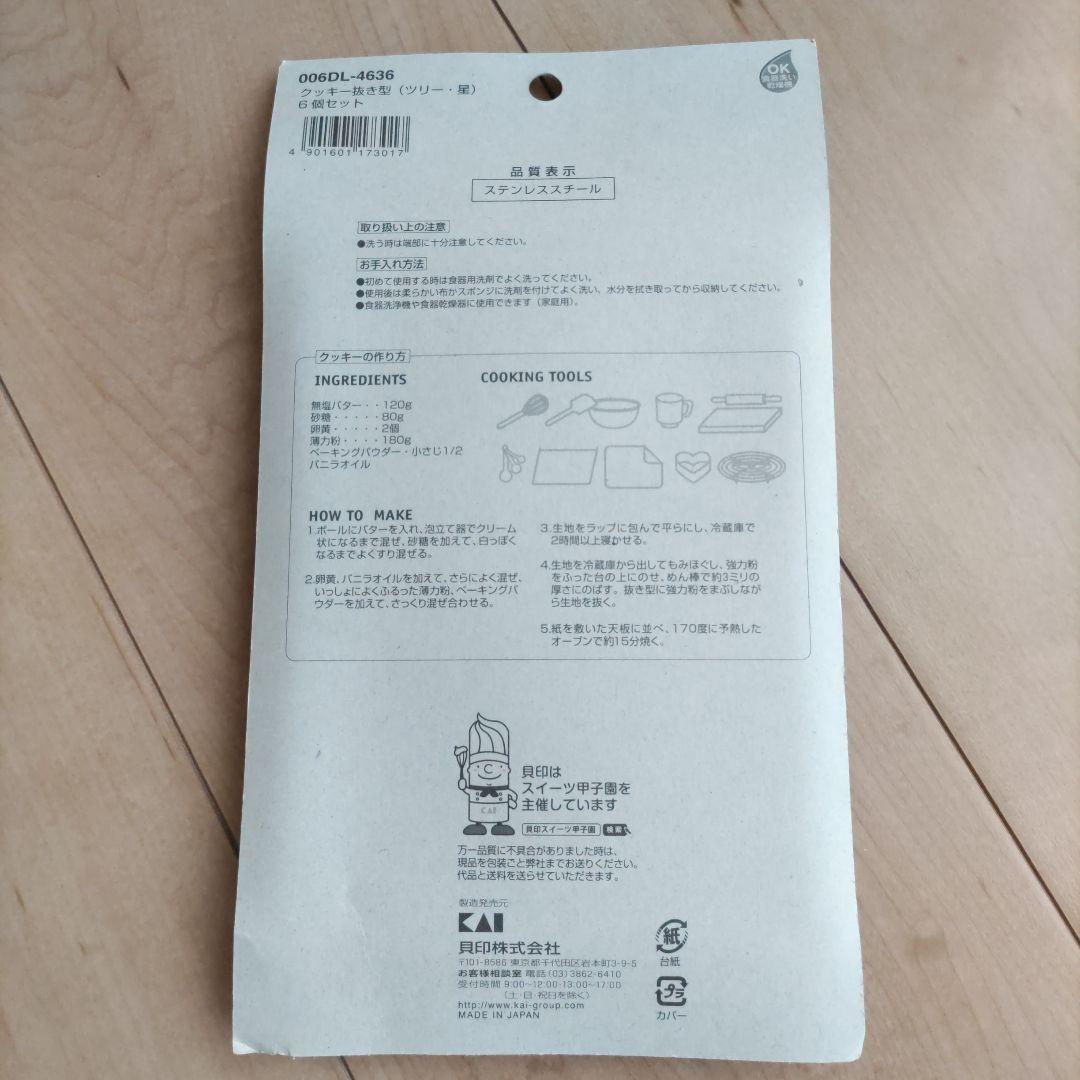 006DL-4636
クッキー抜き型（ツリー・星）
6個セット
4 901601 173017
OK
食器洗い
乾燥機
品質表示
ステンレススチール
取り扱い上の注意
●洗う時は端部に十分注意してください。
お手入れ方法
●初めて使用する時は食器用洗剤でよく洗ってください。
●使用後は柔らかい布かスポンジに洗剤を付けてよく洗い、水分を拭き取ってから収納してください。
●食器洗浄機や食器乾燥器に使用できます（家庭用）。
クッキーの作り方
INGREDIENTS
無塩バター・・120g
砂糖・・・・・80g
卵黄・・・・・2個
薄力粉・・・・180g
ベーキングパウダー・小さじ1/2
バニラオイル
COOKING TOOLS
HOW TO MAKE
1.ボールにバターを入れ、泡立て器でクリーム
状になるまで混ぜ、砂糖を加えて、白っぽく
なるまでよくすり混ぜる。
2.卵黄、バニラオイルを加えて、さらによく混ぜ、
いっしょによくふるった薄力粉、ベーキングパ
ウダーを加えて、さっくり混ぜ合わせる。
3.生地をラップに包んで平らにし、冷蔵庫で
2時間以上寝かせる。
4.生地を冷蔵庫から出してもみほぐし、強力粉
をふった台の上にのせ、めん棒で約3ミリの
厚さにのばす。抜き型に強力粉をまぶしなが
ら生地を抜く。
5.紙を敷いた天板に並べ、170度に予熱した
オーブンで約15分焼く。
KAI
貝印は
スイーツ甲子園を
主催しています
貝印スイーツ甲子園 検索
万一品質に不具合がありました時は、
現品を包装ごと弊社までお送りください。
代品と送料を送らせていただきます。
製造発売元
KAI
貝印株式会社
〒101-8586 東京都千代田区岩本町3-9-5
お客様相談室 電話(03)3862-6410
受付時間 9:00~12:00・13:00~17:00
（土・日・祝日を除く）
http://www.kai-group.com
MADE IN JAPAN
紙
台紙
プラ
カバー